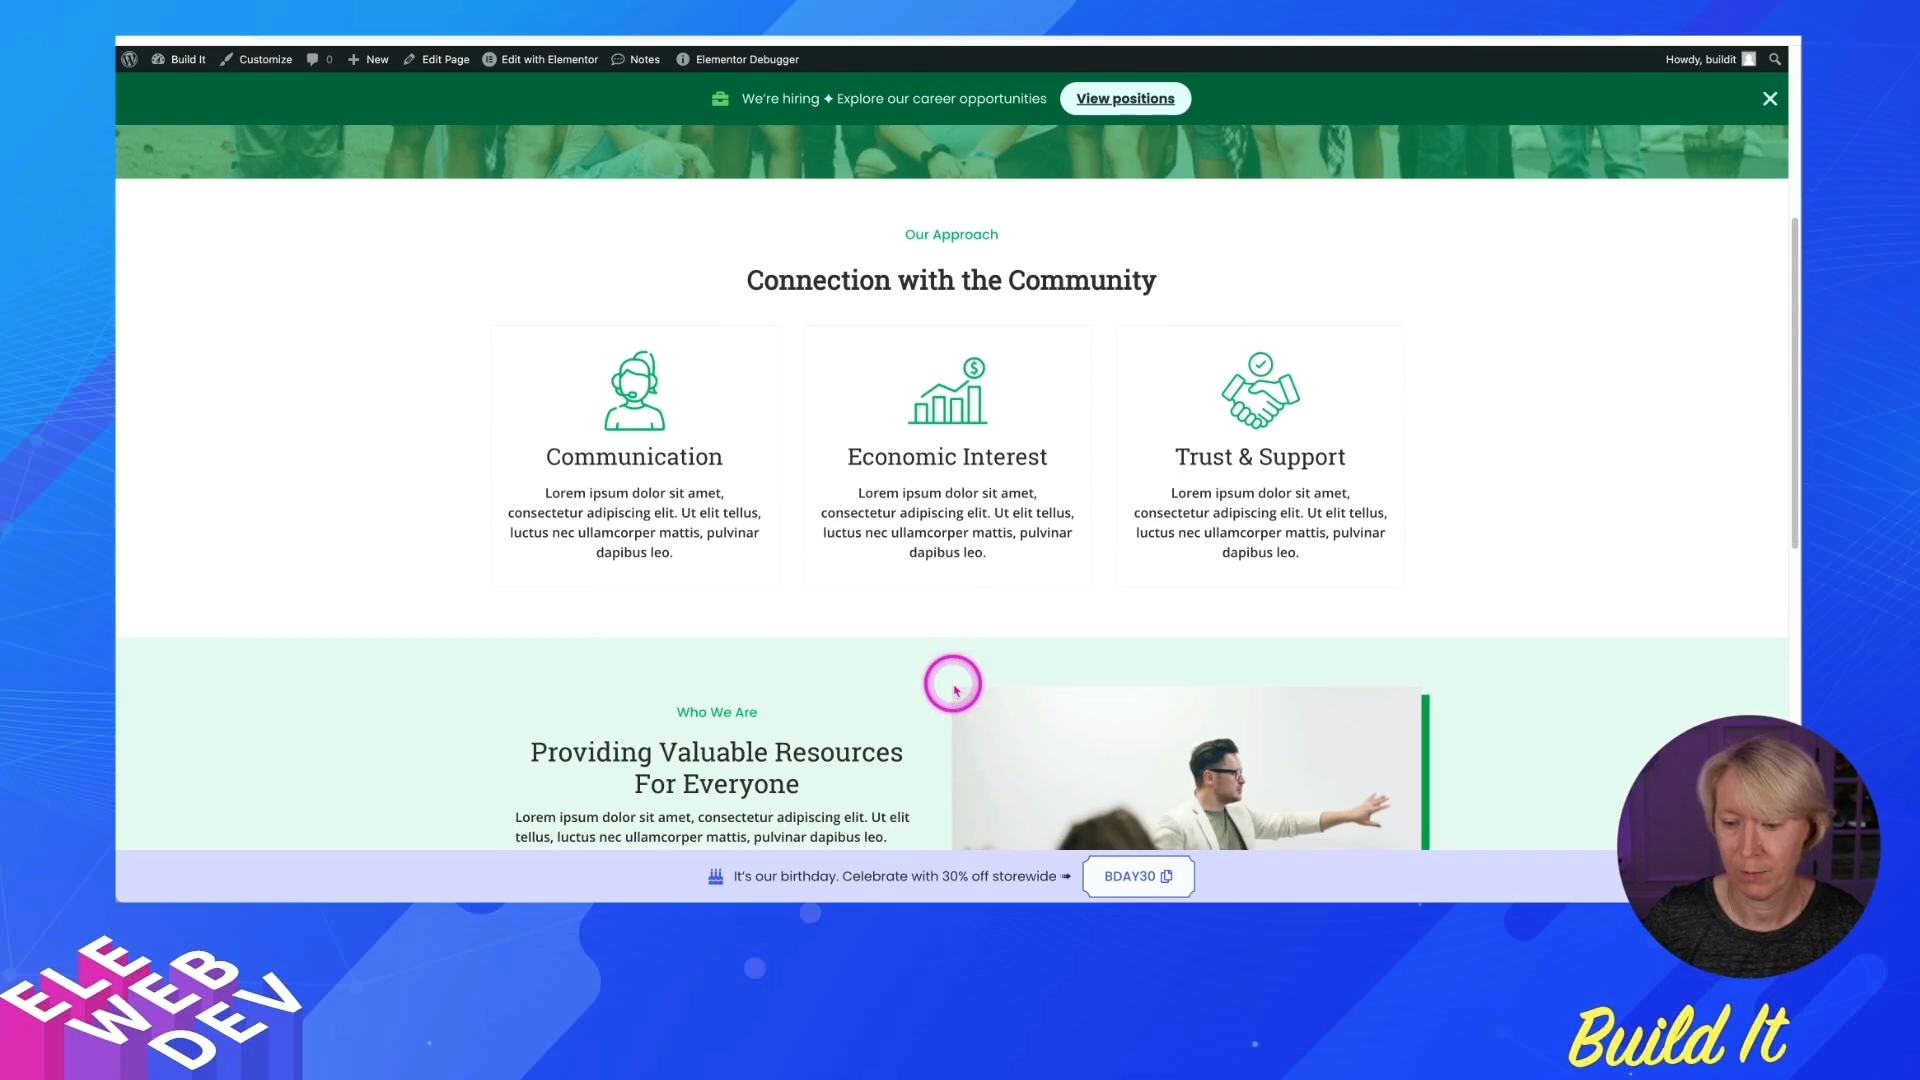 Build It
Customize
0
New
Edit Page
Edit with Elementor
Notes
Elementor Debugger
Howdy, buildit
We're hiring ✦ Explore our career opportunities
View positions
Our Approach
Connection with the Community
Communication
Lorem ipsum dolor sit amet,
consectetur adipiscing elit. Ut elit tellus,
luctus nec ullamcorper mattis, pulvinar
dapibus leo.
Economic Interest
Lorem ipsum dolor sit amet,
consectetur adipiscing elit. Ut elit tellus,
luctus nec ullamcorper mattis, pulvinar
dapibus leo.
Trust & Support
Lorem ipsum dolor sit amet,
consectetur adipiscing elit. Ut elit tellus,
luctus nec ullamcorper mattis, pulvinar
dapibus leo.
Who We Are
Providing Valuable Resources
For Everyone
Lorem ipsum dolor sit amet, consectetur adipiscing elit. Ut elit
tellus, luctus nec ullamcorper mattis, pulvinar dapibus leo.
It's our birthday. Celebrate with 30% off storewide ➠
BDAY30
ELE
WEB
DEV
Build It